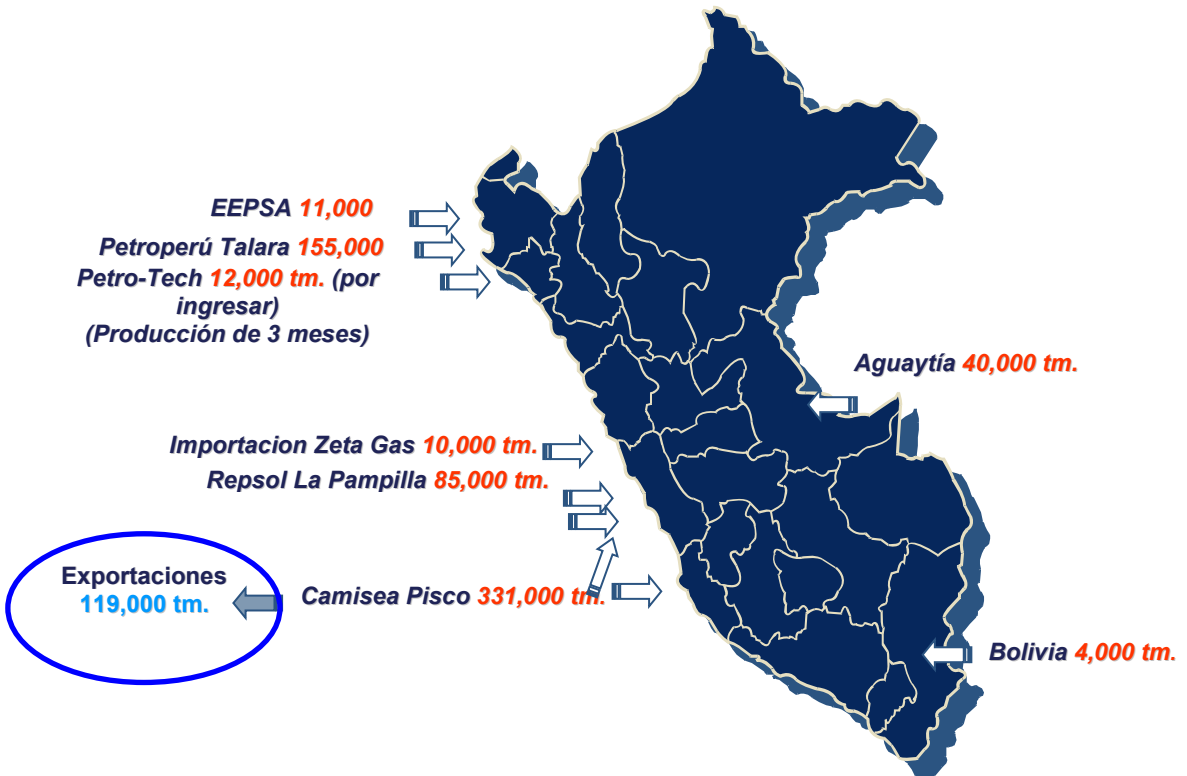 EEPSA 11,000
Petroperú Talara 155,000
Petro-Tech 12,000 tm. (por
ingresar)
(Producción de 3 meses)
Aguaytía 40,000 tm.
Importacion Zeta Gas 10,000 tm.
Repsol La Pampilla 85,000 tm.
Exportaciones
119,000 tm.
Camisea Pisco 331,000 tm.
Bolivia 4,000 tm.